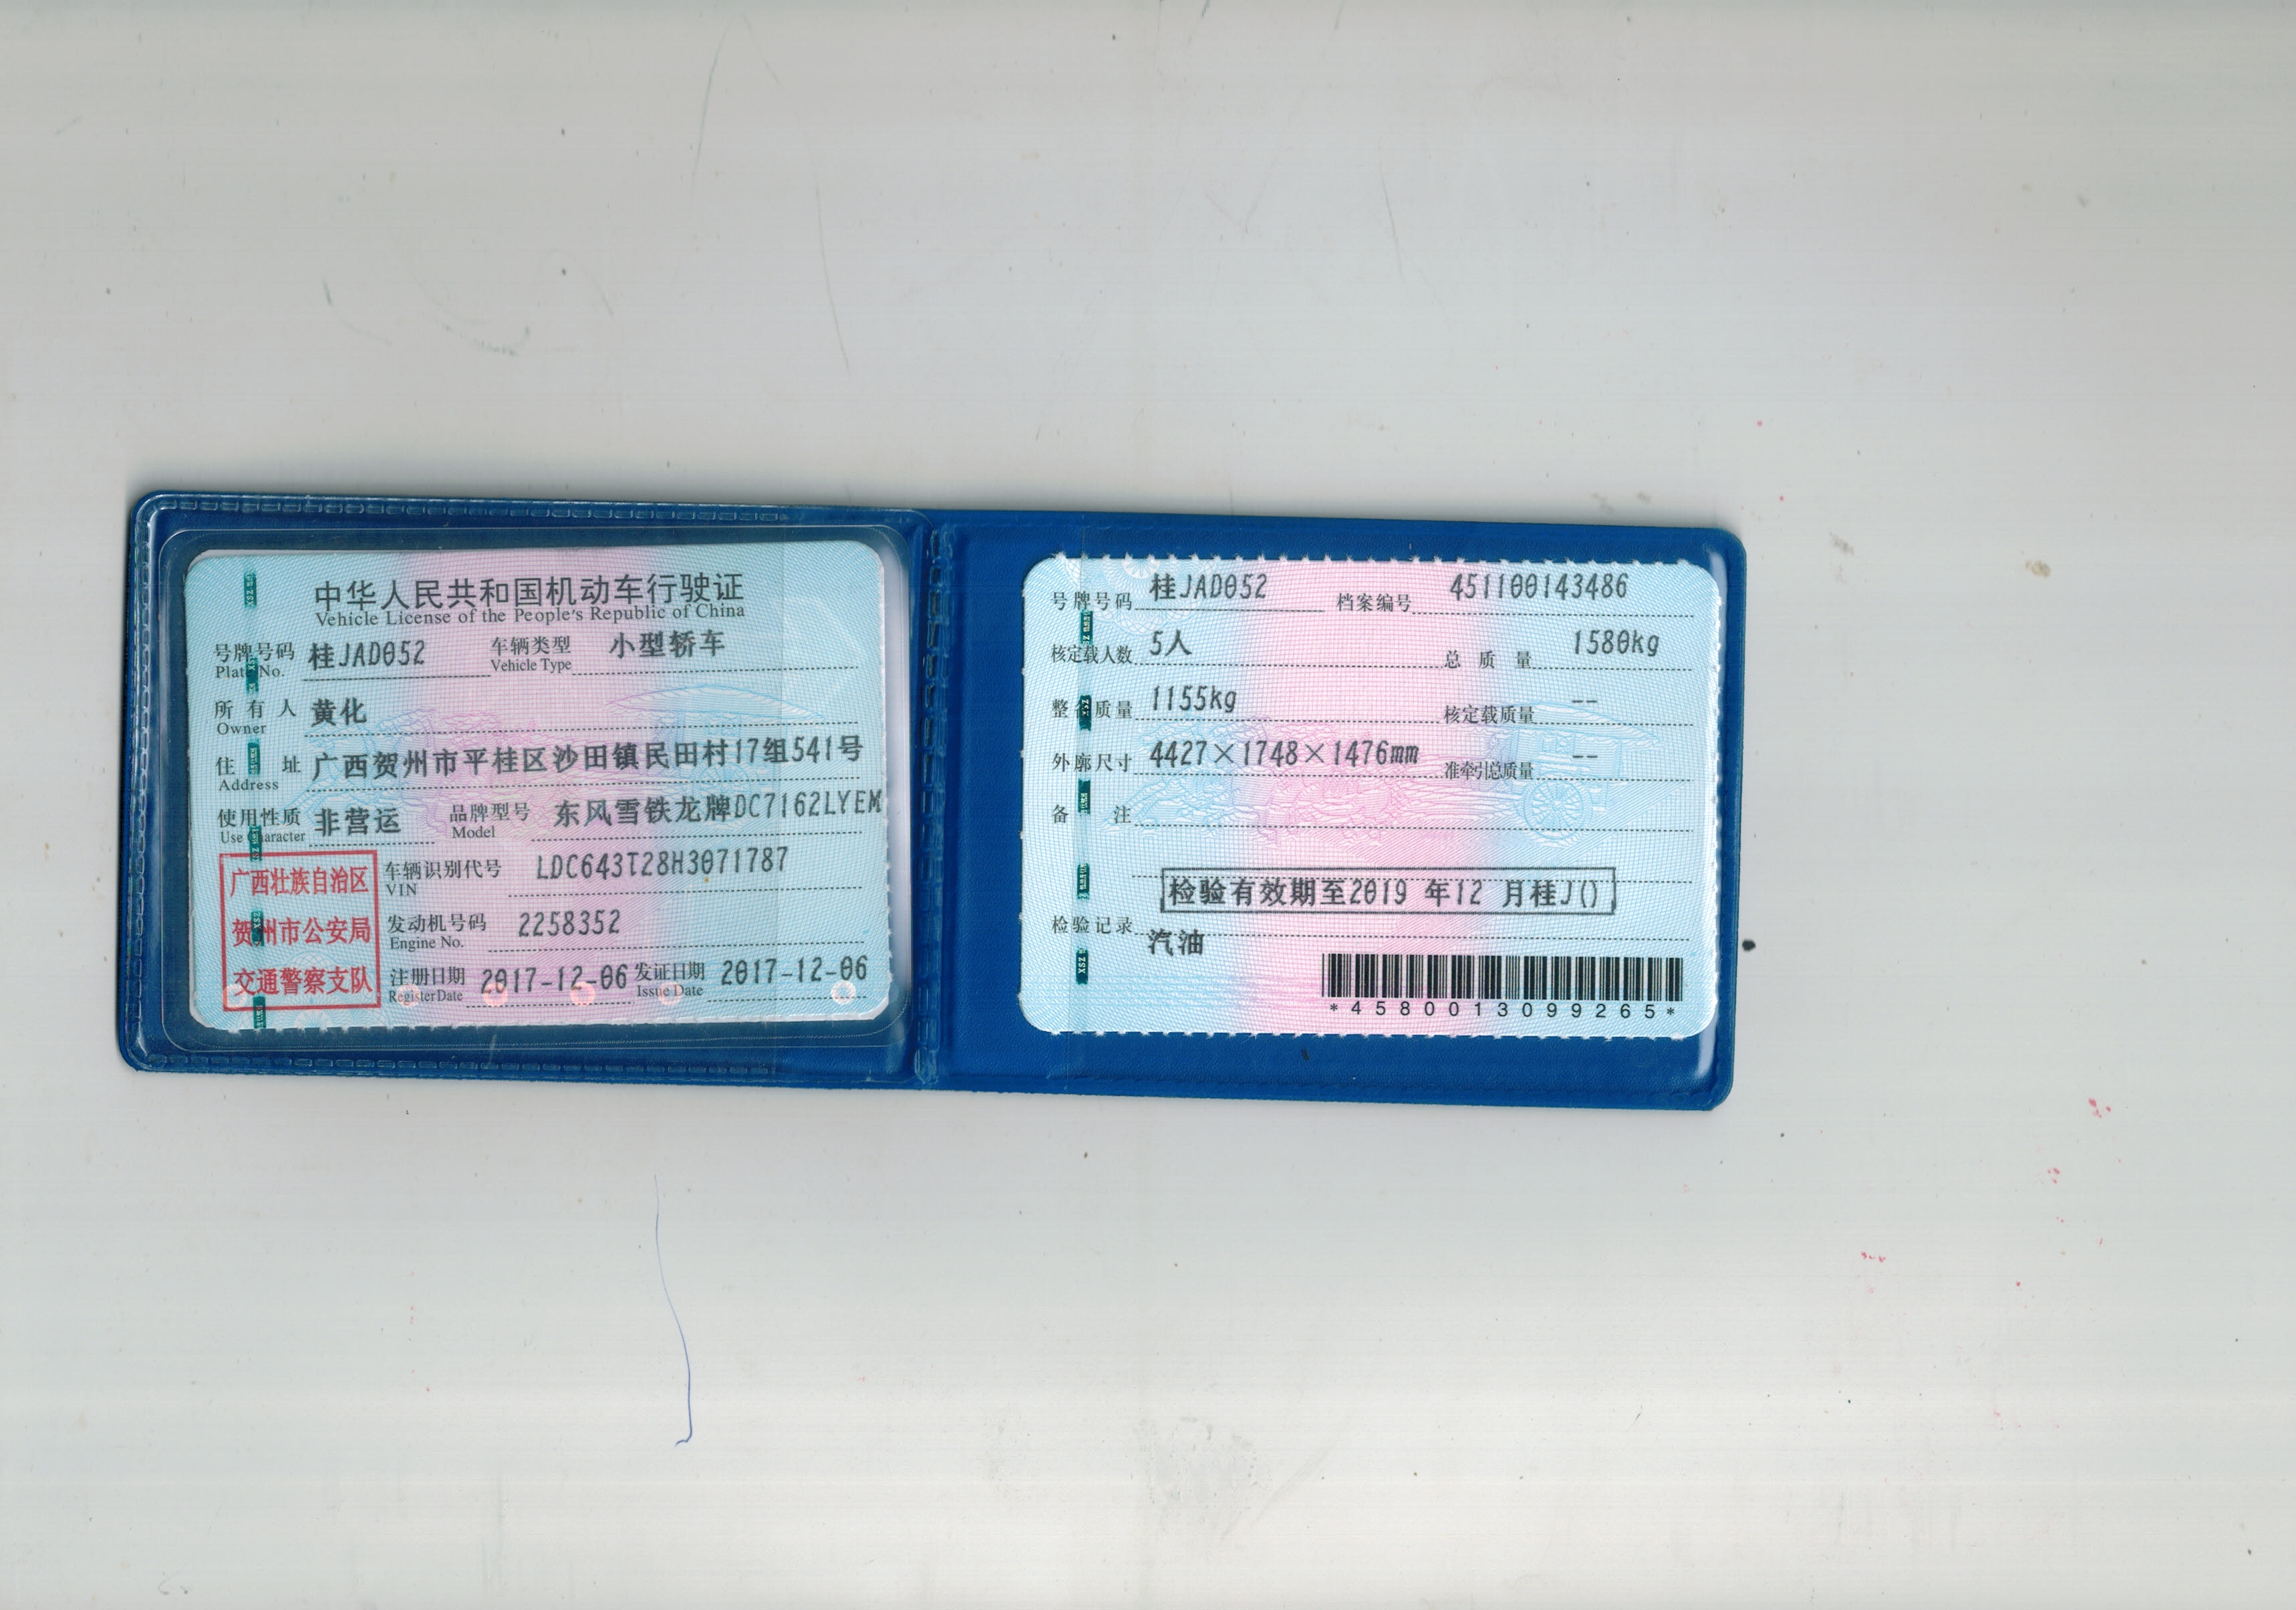 中华人民共和国机动车行驶证
Vehicle License of the People's Republic of China
号牌号码 桂JAD052 车辆类型 小型轿车
Plate No. Vehicle Type
所有人 黄化
Owner
住址 广西贺州市平桂区沙田镇民田村17组541号
Address
使用性质 非营运 品牌型号 东风雪铁龙牌DC7162LYEM
Use Character Model
广西壮族自治区
贺州市公安局
交通警察支队
车辆识别代号 LDC643T28H3071787
VIN
发动机号码 2258352
Engine No.
注册日期 2017-12-06 发证日期 2017-12-06
Register Date Issue Date
号牌号码 桂JAD052 档案编号 451100143486
核定载人数 5人 总质量 1580kg
整备质量 1155kg 核定载质量 --
外廓尺寸 4427×1748×1476mm 准牵引总质量 --
备注
检验有效期至2019 年12 月桂J()
检验记录
汽油
*4580013099265*